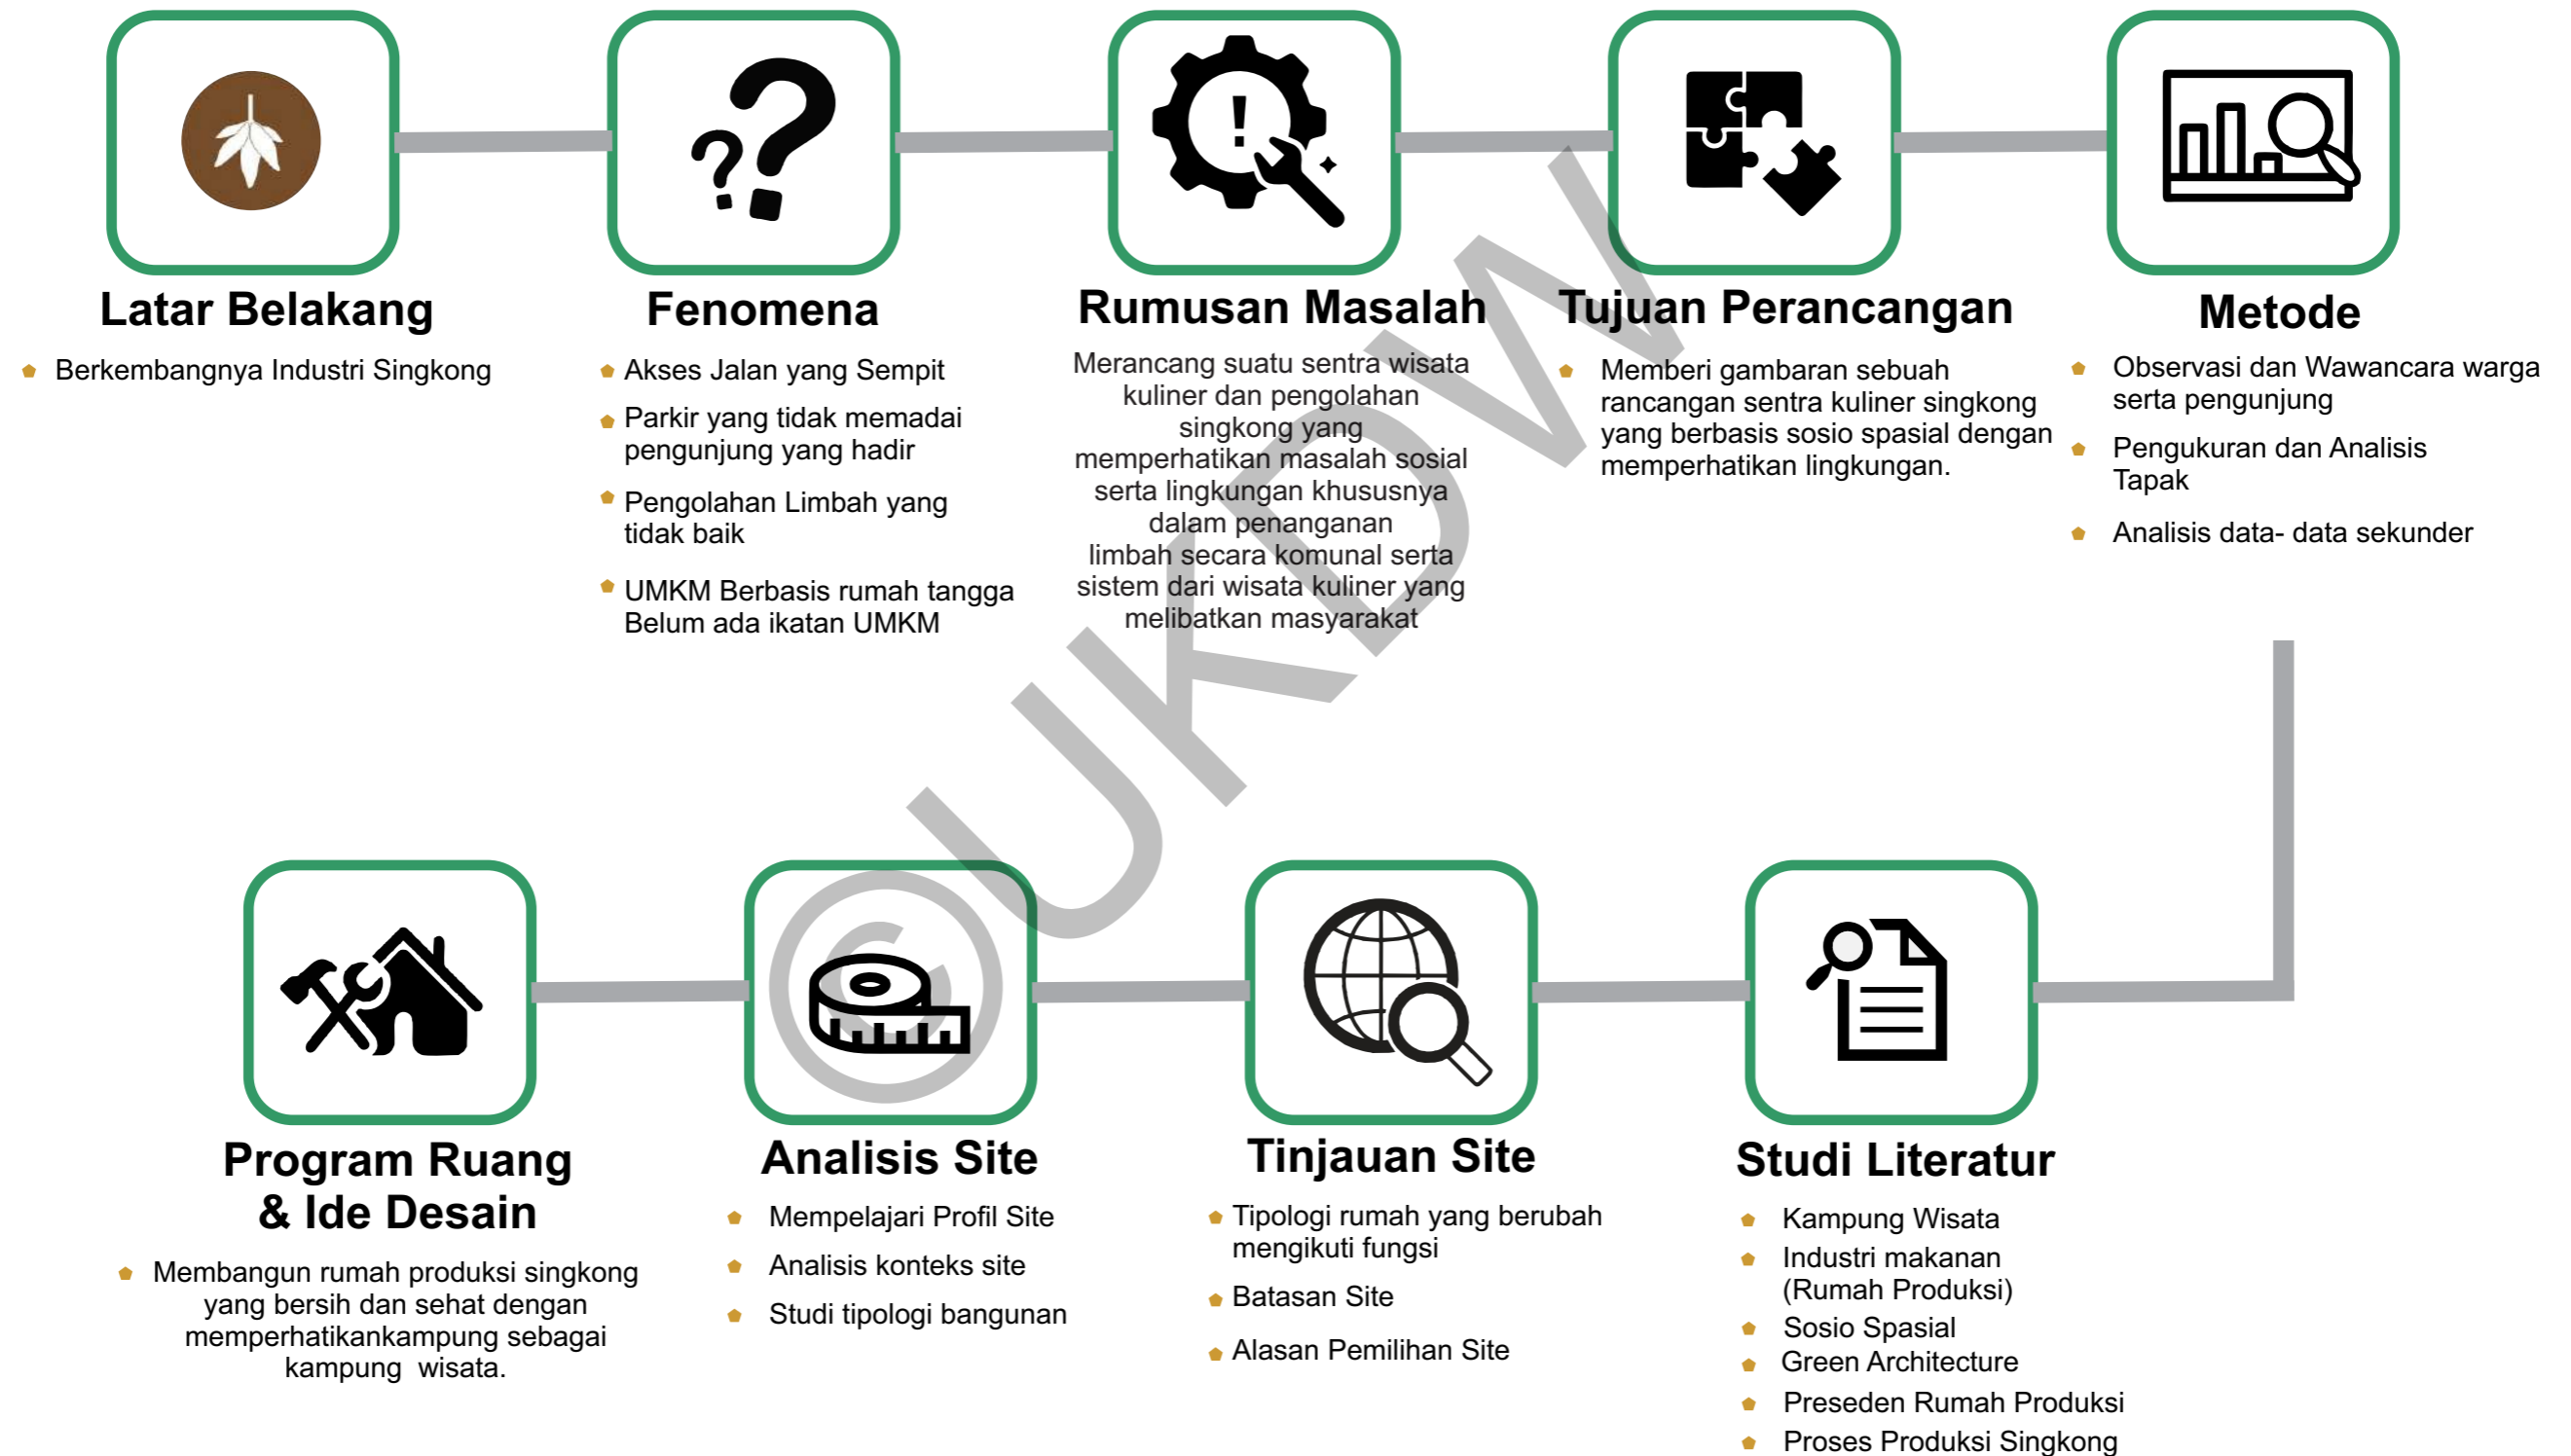 Latar Belakang
Berkembangnya Industri Singkong
Fenomena
Akses Jalan yang Sempit
Parkir yang tidak memadai
pengunjung yang hadir
Pengolahan Limbah yang
tidak baik
UMKM Berbasis rumah tangga
Belum ada ikatan UMKM
Rumusan Masalah
Merancang suatu sentra wisata
kuliner dan pengolahan
singkong yang
memperhatikan masalah sosial
serta lingkungan khususnya
dalam penanganan
limbah secara komunal serta
sistem dari wisata kuliner yang
melibatkan masyarakat
Tujuan Perancangan
Memberi gambaran sebuah
rancangan sentra kuliner singkong
yang berbasis sosio spasial dengan
memperhatikan lingkungan.
Metode
Observasi dan Wawancara warga
serta pengunjung
Pengukuran dan Analisis
Tapak
Analisis data- data sekunder
Program Ruang
& Ide Desain
Membangun rumah produksi singkong
yang bersih dan sehat dengan
memperhatikankampung sebagai
kampung  wisata.
Analisis Site
Mempelajari Profil Site
Analisis konteks site
Studi tipologi bangunan
Tinjauan Site
Tipologi rumah yang berubah
mengikuti fungsi
Batasan Site
Alasan Pemilihan Site
Studi Literatur
Kampung Wisata
Industri makanan
(Rumah Produksi)
Sosio Spasial
Green Architecture
Preseden Rumah Produksi
Proses Produksi Singkong
©UKDW